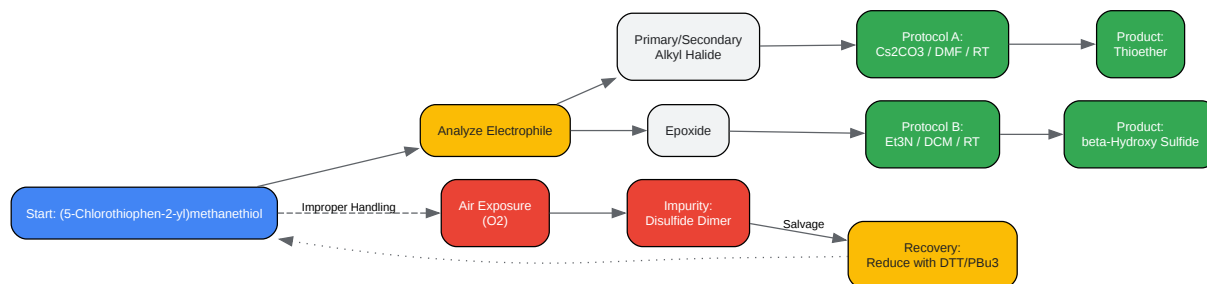 Primary/Secondary
Alkyl Halide
Protocol A:
Cs2CO3 / DMF / RT
Product:
Thioether
Analyze Electrophile
Epoxide
Protocol B:
Et3N / DCM / RT
Product:
beta-Hydroxy Sulfide
Start: (5-Chlorothiophen-2-yl)methanethiol
Improper Handling
Air Exposure
(O2)
Impurity:
Disulfide Dimer
Salvage
Recovery:
Reduce with DTT/PBu3